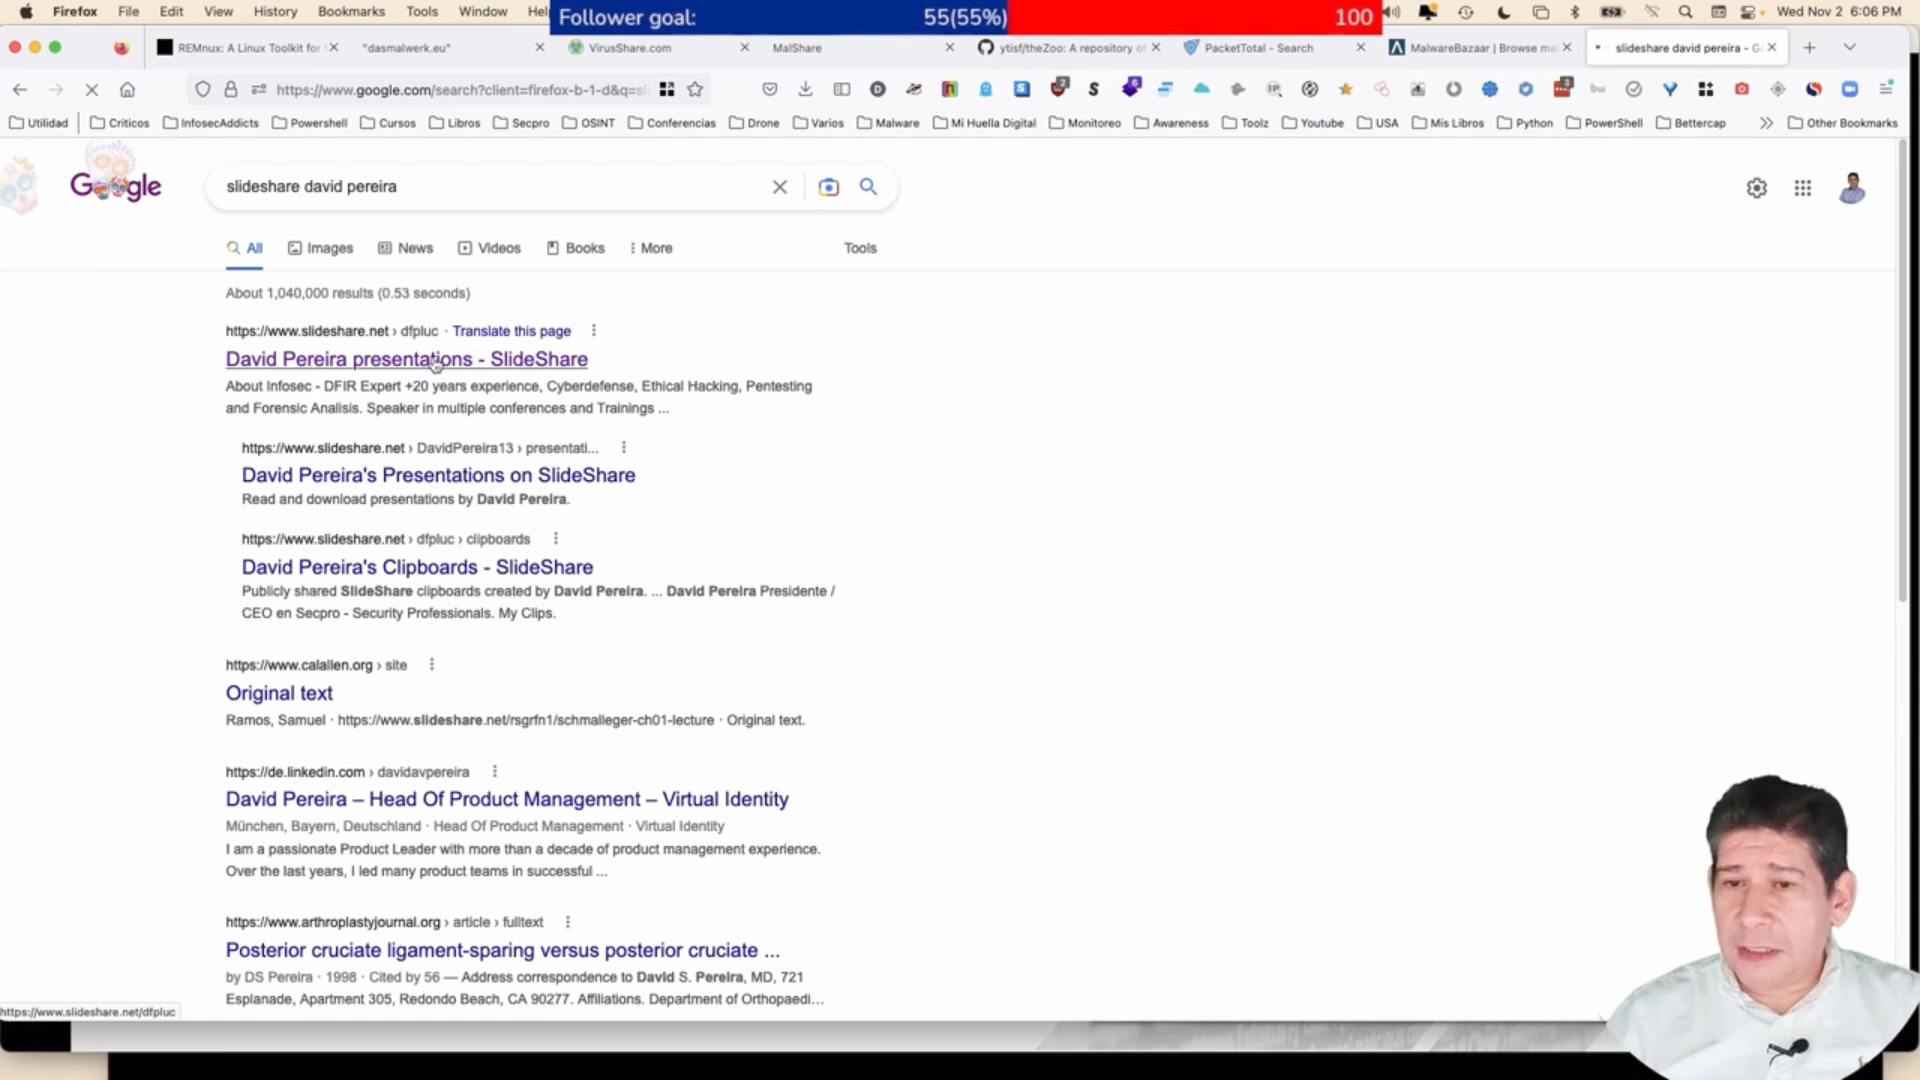 Firefox File Edit View History Bookmarks Tools Window Hel
Follower goal: 55(55%) 100
Wed Nov 2 6:06 PM
REMnux: A Linux Toolkit for
"dasmalwerk.eu"
VirusShare.com
MalShare
ytisf/theZoo: A repository of
PacketTotal - Search
MalwareBazaar | Browse ma
slideshare david pereira - G
https://www.google.com/search?client=firefox-b-1-d&q=sli
Utilidad Criticos InfosecAddicts Powershell Cursos Libros Secpro OSINT Conferencias Drone Varios Malware Mi Huella Digital Monitoreo Awareness Toolz Youtube USA Mis Libros Python PowerShell Bettercap Other Bookmarks
Google
slideshare david pereira
All Images News Videos Books More Tools
About 1,040,000 results (0.53 seconds)
https://www.slideshare.net › dfpluc · Translate this page
David Pereira presentations - SlideShare
About Infosec - DFIR Expert +20 years experience, Cyberdefense, Ethical Hacking, Pentesting
and Forensic Analisis. Speaker in multiple conferences and Trainings ...
https://www.slideshare.net › DavidPereira13 › presentati...
David Pereira's Presentations on SlideShare
Read and download presentations by David Pereira.
https://www.slideshare.net › dfpluc › clipboards
David Pereira's Clipboards - SlideShare
Publicly shared SlideShare clipboards created by David Pereira. ... David Pereira Presidente /
CEO en Secpro - Security Professionals. My Clips.
https://www.calallen.org › site
Original text
Ramos, Samuel · https://www.slideshare.net/rsgrfn1/schmalleger-ch01-lecture · Original text.
https://de.linkedin.com › davidavpereira
David Pereira – Head Of Product Management – Virtual Identity
München, Bayern, Deutschland · Head Of Product Management · Virtual Identity
I am a passionate Product Leader with more than a decade of product management experience.
Over the last years, I led many product teams in successful ...
https://www.arthroplastyjournal.org › article › fulltext
Posterior cruciate ligament-sparing versus posterior cruciate ...
by DS Pereira · 1998 · Cited by 56 — Address correspondence to David S. Pereira, MD, 721
Esplanade, Apartment 305, Redondo Beach, CA 90277. Affiliations. Department of Orthopaedi...
https://www.slideshare.net/dfpluc